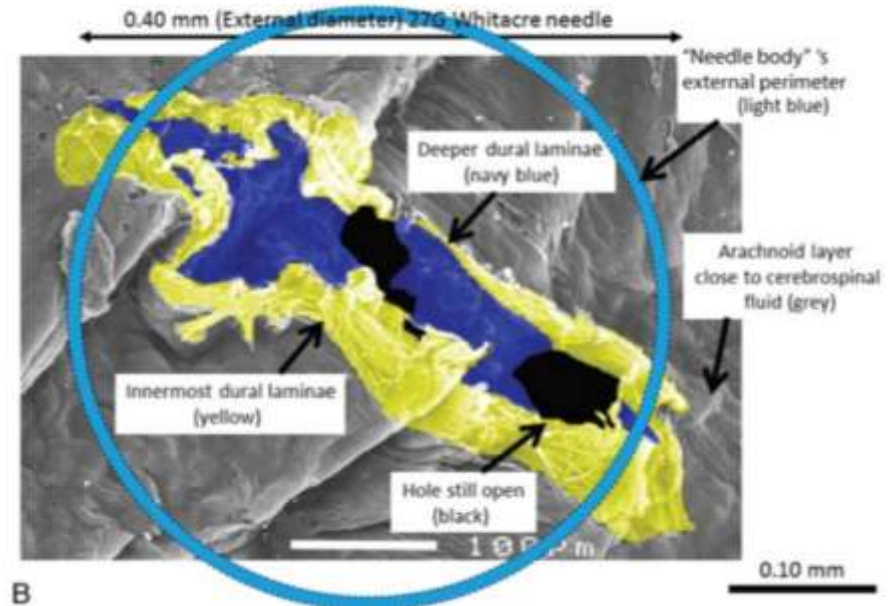 0.40 mm (External diameter) 27G Whitacre needle
"Needle body" 's
external perimeter
(light blue)
Deeper dural laminae
(navy blue)
Arachnoid layer
close to cerebrospinal
fluid (grey)
Innermost dural laminae
(yellow)
Hole still open
(black)
100µm
0.10 mm
B